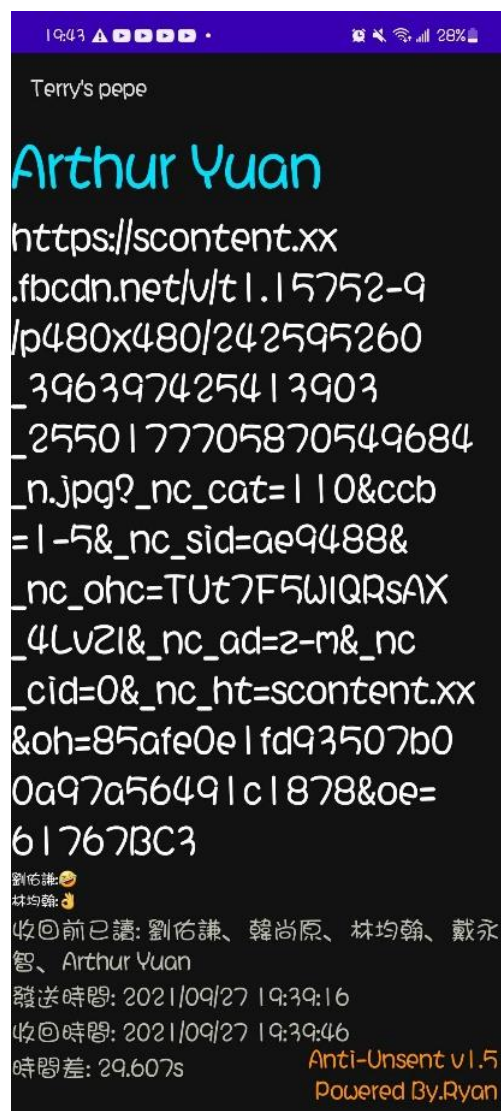 19:43
28%
Terry's pepe
Arthur Yuan
https://scontent.xx
.fbcdn.net/v/t1.15752-9
/p480x480/242595260
_396397425413903
_2550177705870549684
_n.jpg?_nc_cat=110&ccb
=1-5&_nc_sid=ae9488&
_nc_ohc=TUt7F5WIQRsAX
_4LvZI&_nc_ad=z-m&_nc
_cid=0&_nc_ht=scontent.xx
&oh=85afe0e1fd93507b0
0a97a56491c1878&oe=
61767BC3
劉佑謙:🤣
林均翰:👌
收回前已讀: 劉佑謙、 韓尚原、 林均翰、 戴永
智、 Arthur Yuan
發送時間: 2021/09/27 19:39:16
收回時間: 2021/09/27 19:39:46
時間差: 29.607s
Anti-Unsent v1.5
Powered By.Ryan